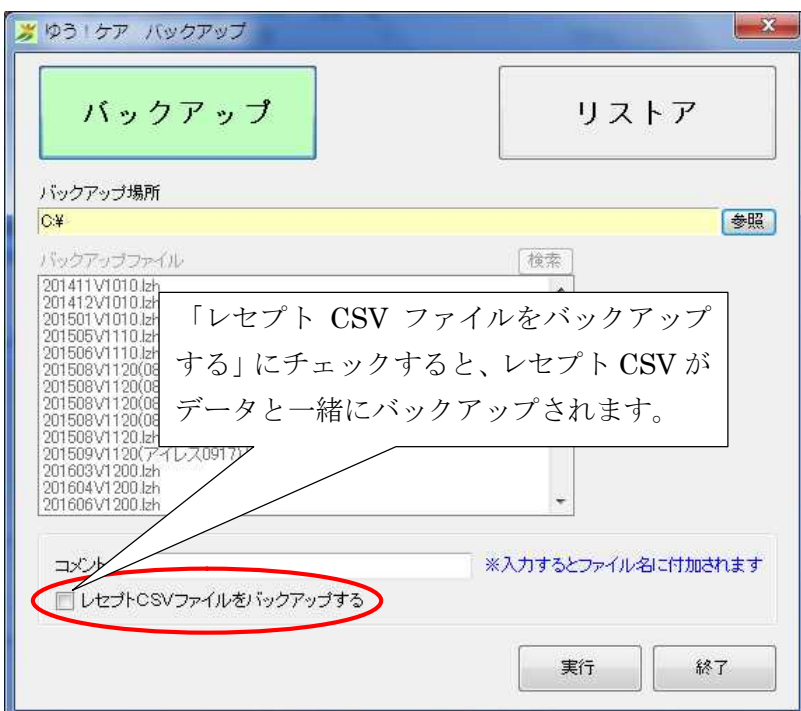 ゆう！ケア バックアップ
バックアップ
リストア
バックアップ場所
C:¥
参照
バックアップファイル
検索
201411V1010.lzh
201412V1010.lzh
201501V1010.lzh
201505V1110.lzh
201506V1110.lzh
201508V1120(08
201508V1120(08
201508V1120(08
201508V1120(08
201508V1120.lzh
201509V1120(アイレス0917)
201603V1200.lzh
201604V1200.lzh
201606V1200.lzh
「レセプト CSV ファイルをバックアップ
する」にチェックすると、レセプト CSV が
データと一緒にバックアップされます。
コメント
※入力するとファイル名に付加されます
レセプトCSVファイルをバックアップする
実行
終了